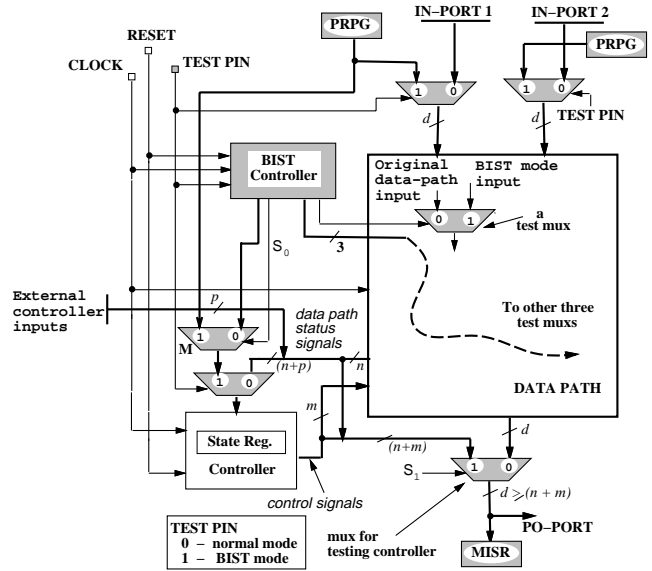 IN-PORT 1
IN-PORT 2
PRPG
PRPG
RESET
CLOCK
TEST PIN
1 0
1 0
d
d
TEST PIN
BIST
Controller
Original
data-path
input
BIST mode
input
0 1
a
test mux
S0
3
External
controller
inputs
p
data path
status
signals
To other three
test muxs
M
1 0
(n+p)
n
1 0
DATA PATH
m
d
State Reg.
Controller
(n+m)
1 0
S1
control signals
d ≥ (n + m)
PO-PORT
mux for
testing controller
MISR
TEST PIN
0 - normal mode
1 - BIST mode